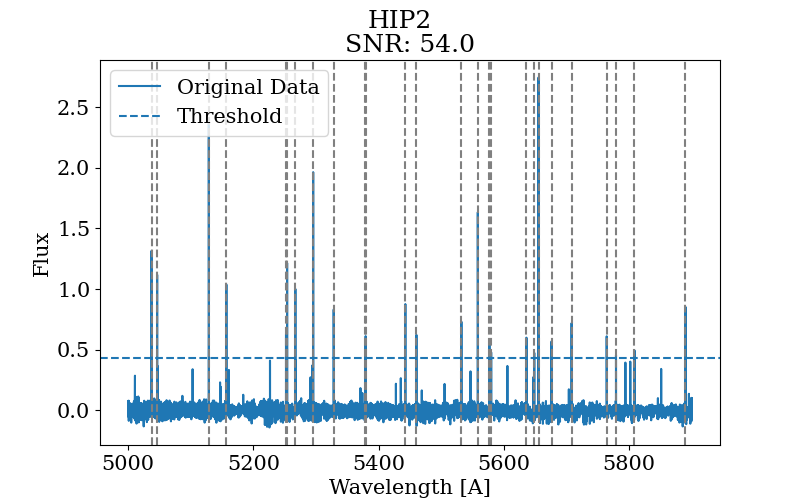 HIP2
SNR: 54.0
Original Data
Threshold
Flux
2.5
2.0
1.5
1.0
0.5
0.0
5000 5200 5400 5600 5800
Wavelength [A]